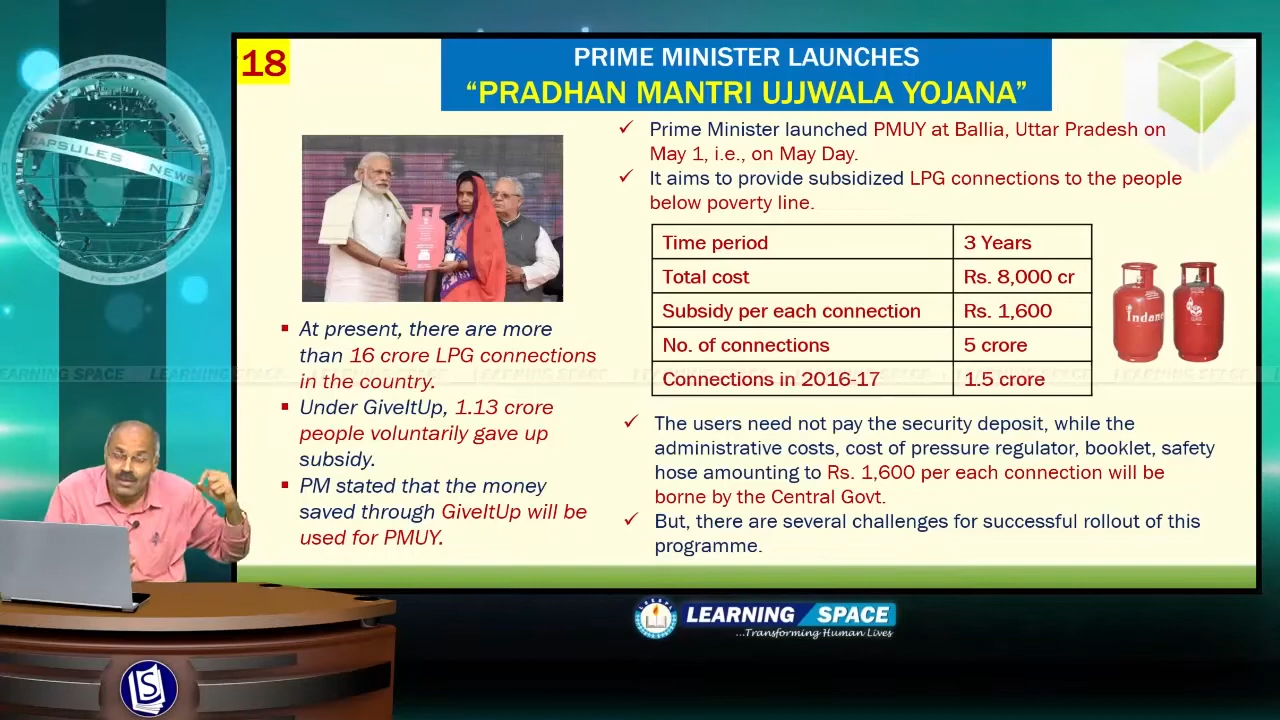 18
PRIME MINISTER LAUNCHES
“PRADHAN MANTRI UJJWALA YOJANA”
CAPSULES NEWS
NEWS
At present, there are more
than 16 crore LPG connections
in the country.
Under GiveItUp, 1.13 crore
people voluntarily gave up
subsidy.
PM stated that the money
saved through GiveItUp will be
used for PMUY.
Prime Minister launched PMUY at Ballia, Uttar Pradesh on
May 1, i.e., on May Day.
It aims to provide subsidized LPG connections to the people
below poverty line.
Time period 3 Years
Total cost Rs. 8,000 cr
Subsidy per each connection Rs. 1,600
No. of connections 5 crore
Connections in 2016-17 1.5 crore
Indane
The users need not pay the security deposit, while the
administrative costs, cost of pressure regulator, booklet, safety
hose amounting to Rs. 1,600 per each connection will be
borne by the Central Govt.
But, there are several challenges for successful rollout of this
programme.
LEARNING SPACE LEARNING SPACE
LEARNING SPACE
...Transforming Human Lives
LS